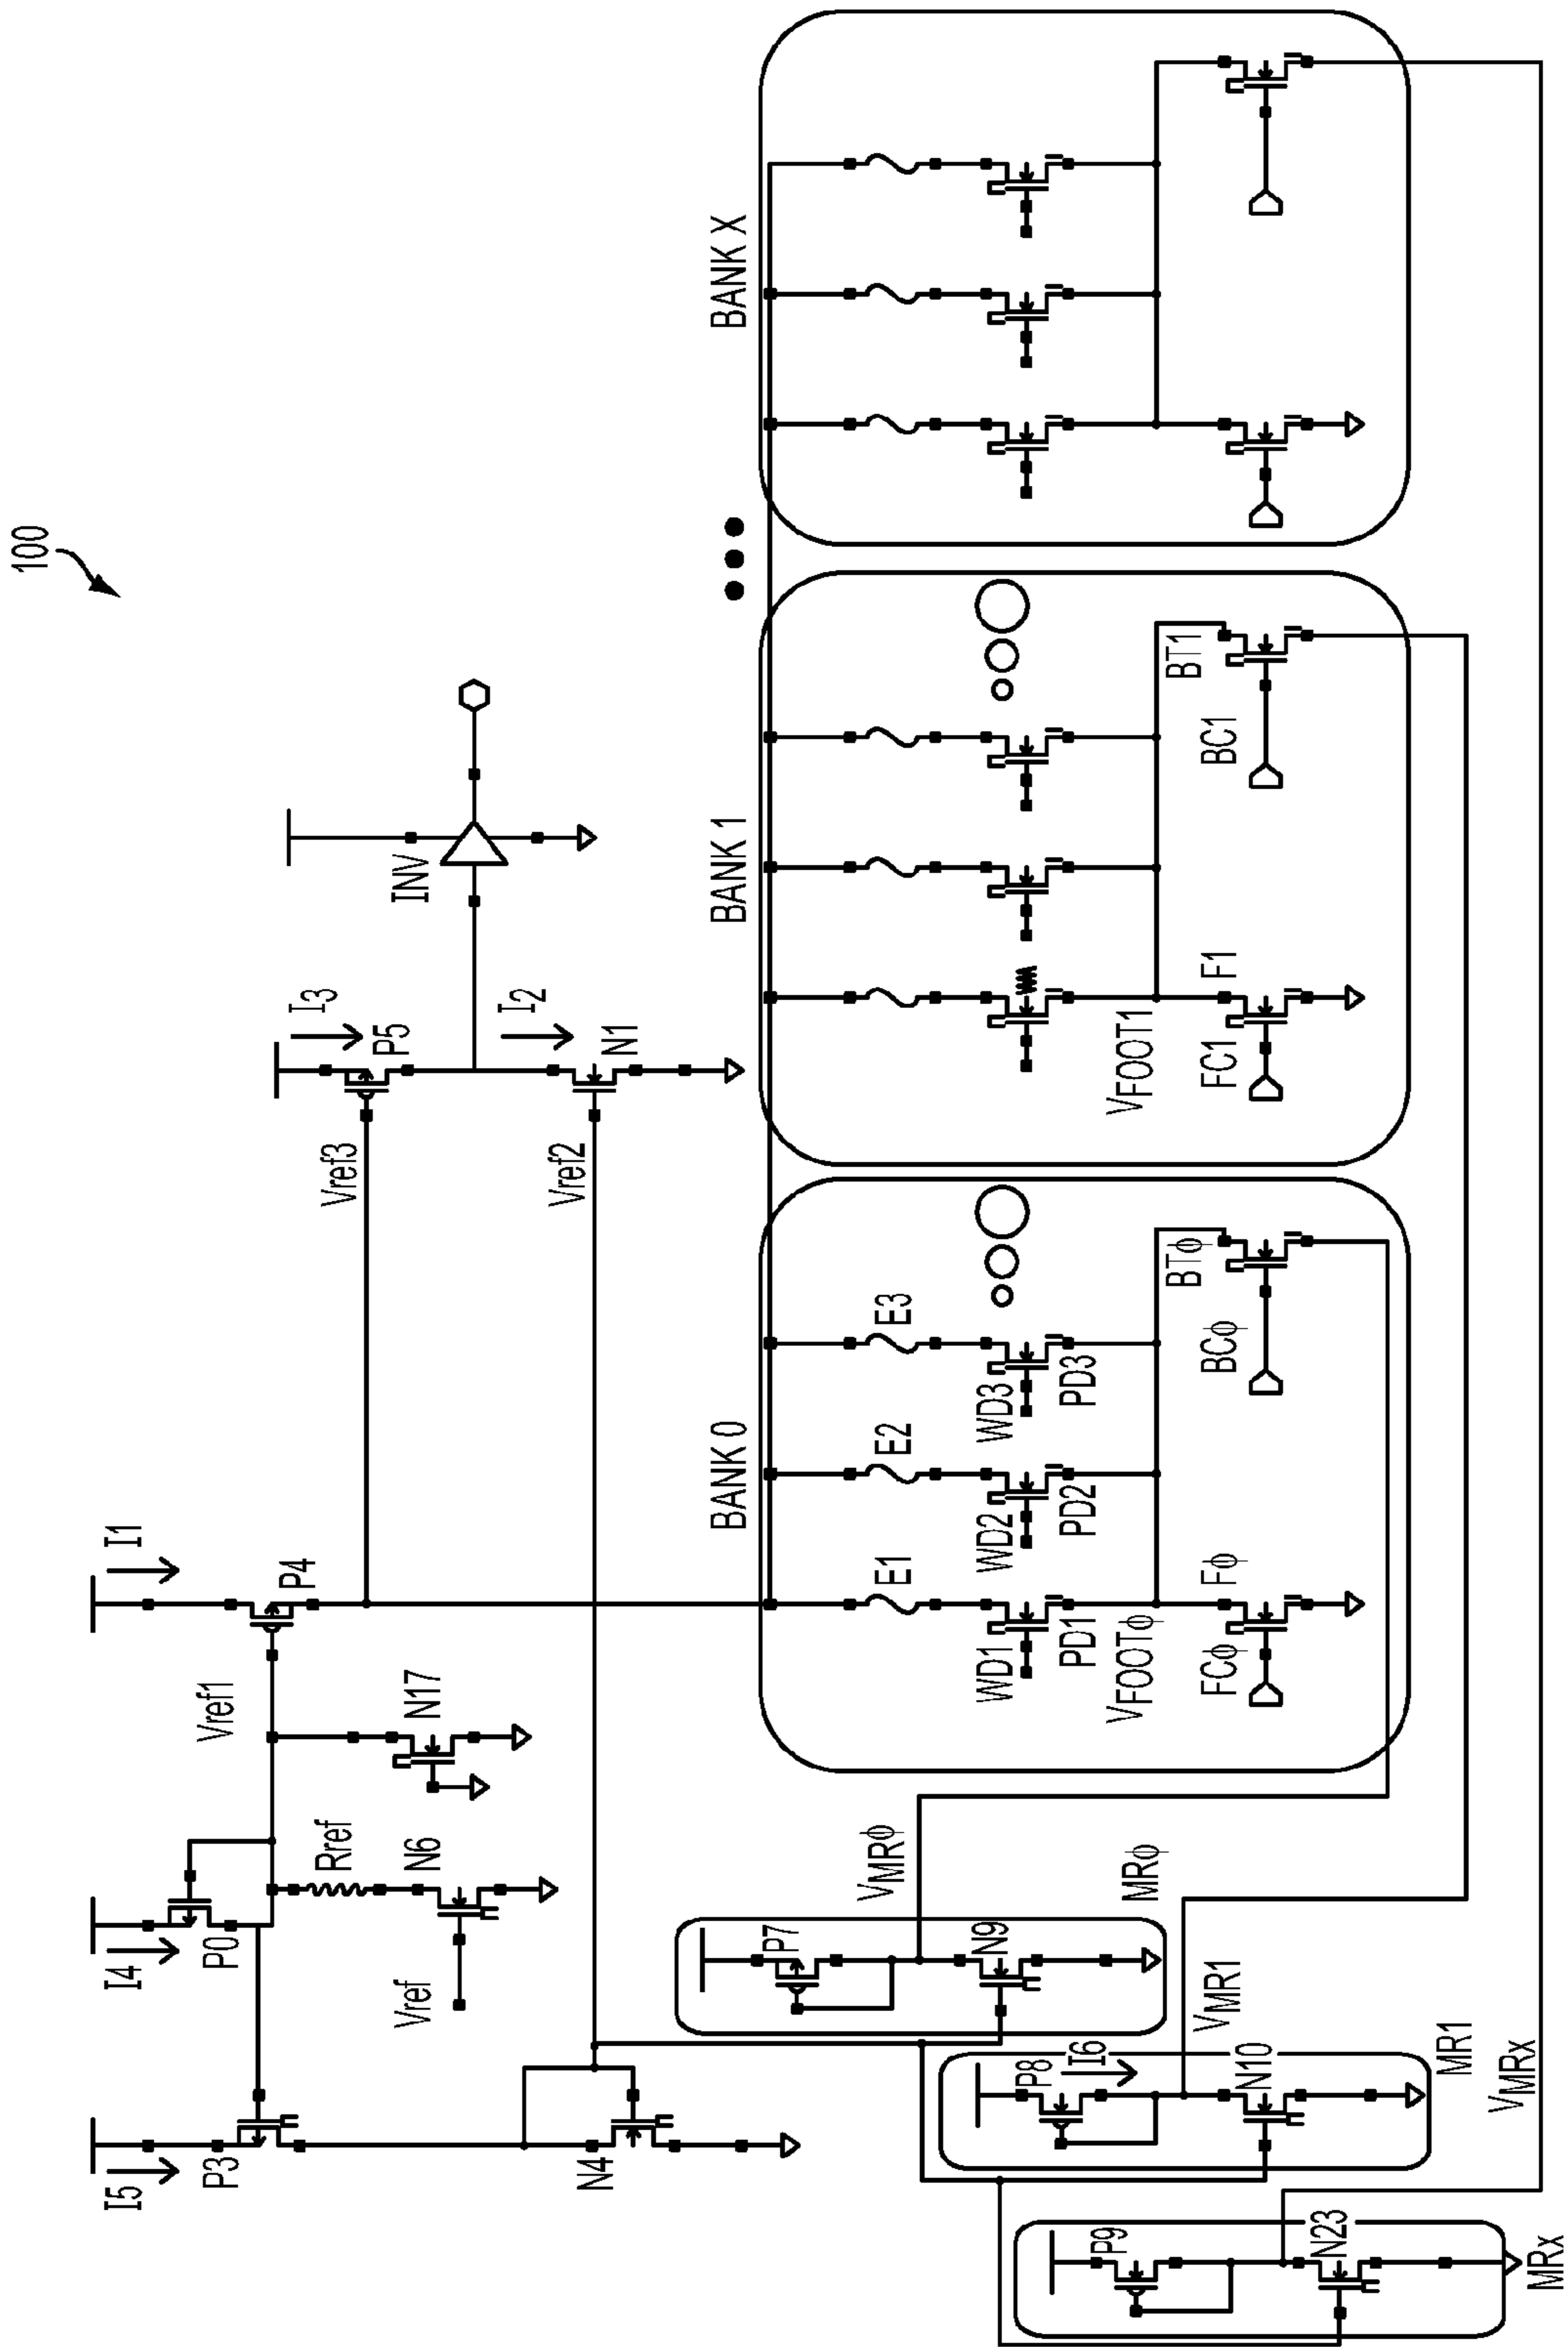 100
I5
P3
I4
P0
Vref1
I1
P4
Rref
N6
Vref
N17
N4
Vref3
I3
P5
Vref2
I2
N1
INV
BANK 0
BANK 1
BANK X
E1
E2
E3
WD1
WD2
WD3
PD1
PD2
PD3
VFOOTϕ
FCϕ
Fϕ
BCϕ
BTϕ
VFOOT1
FC1
F1
BC1
BT1
P7
N9
VMRϕ
MRϕ
P8
I6
N10
VMR1
MR1
P9
N23
VMRx
MRx